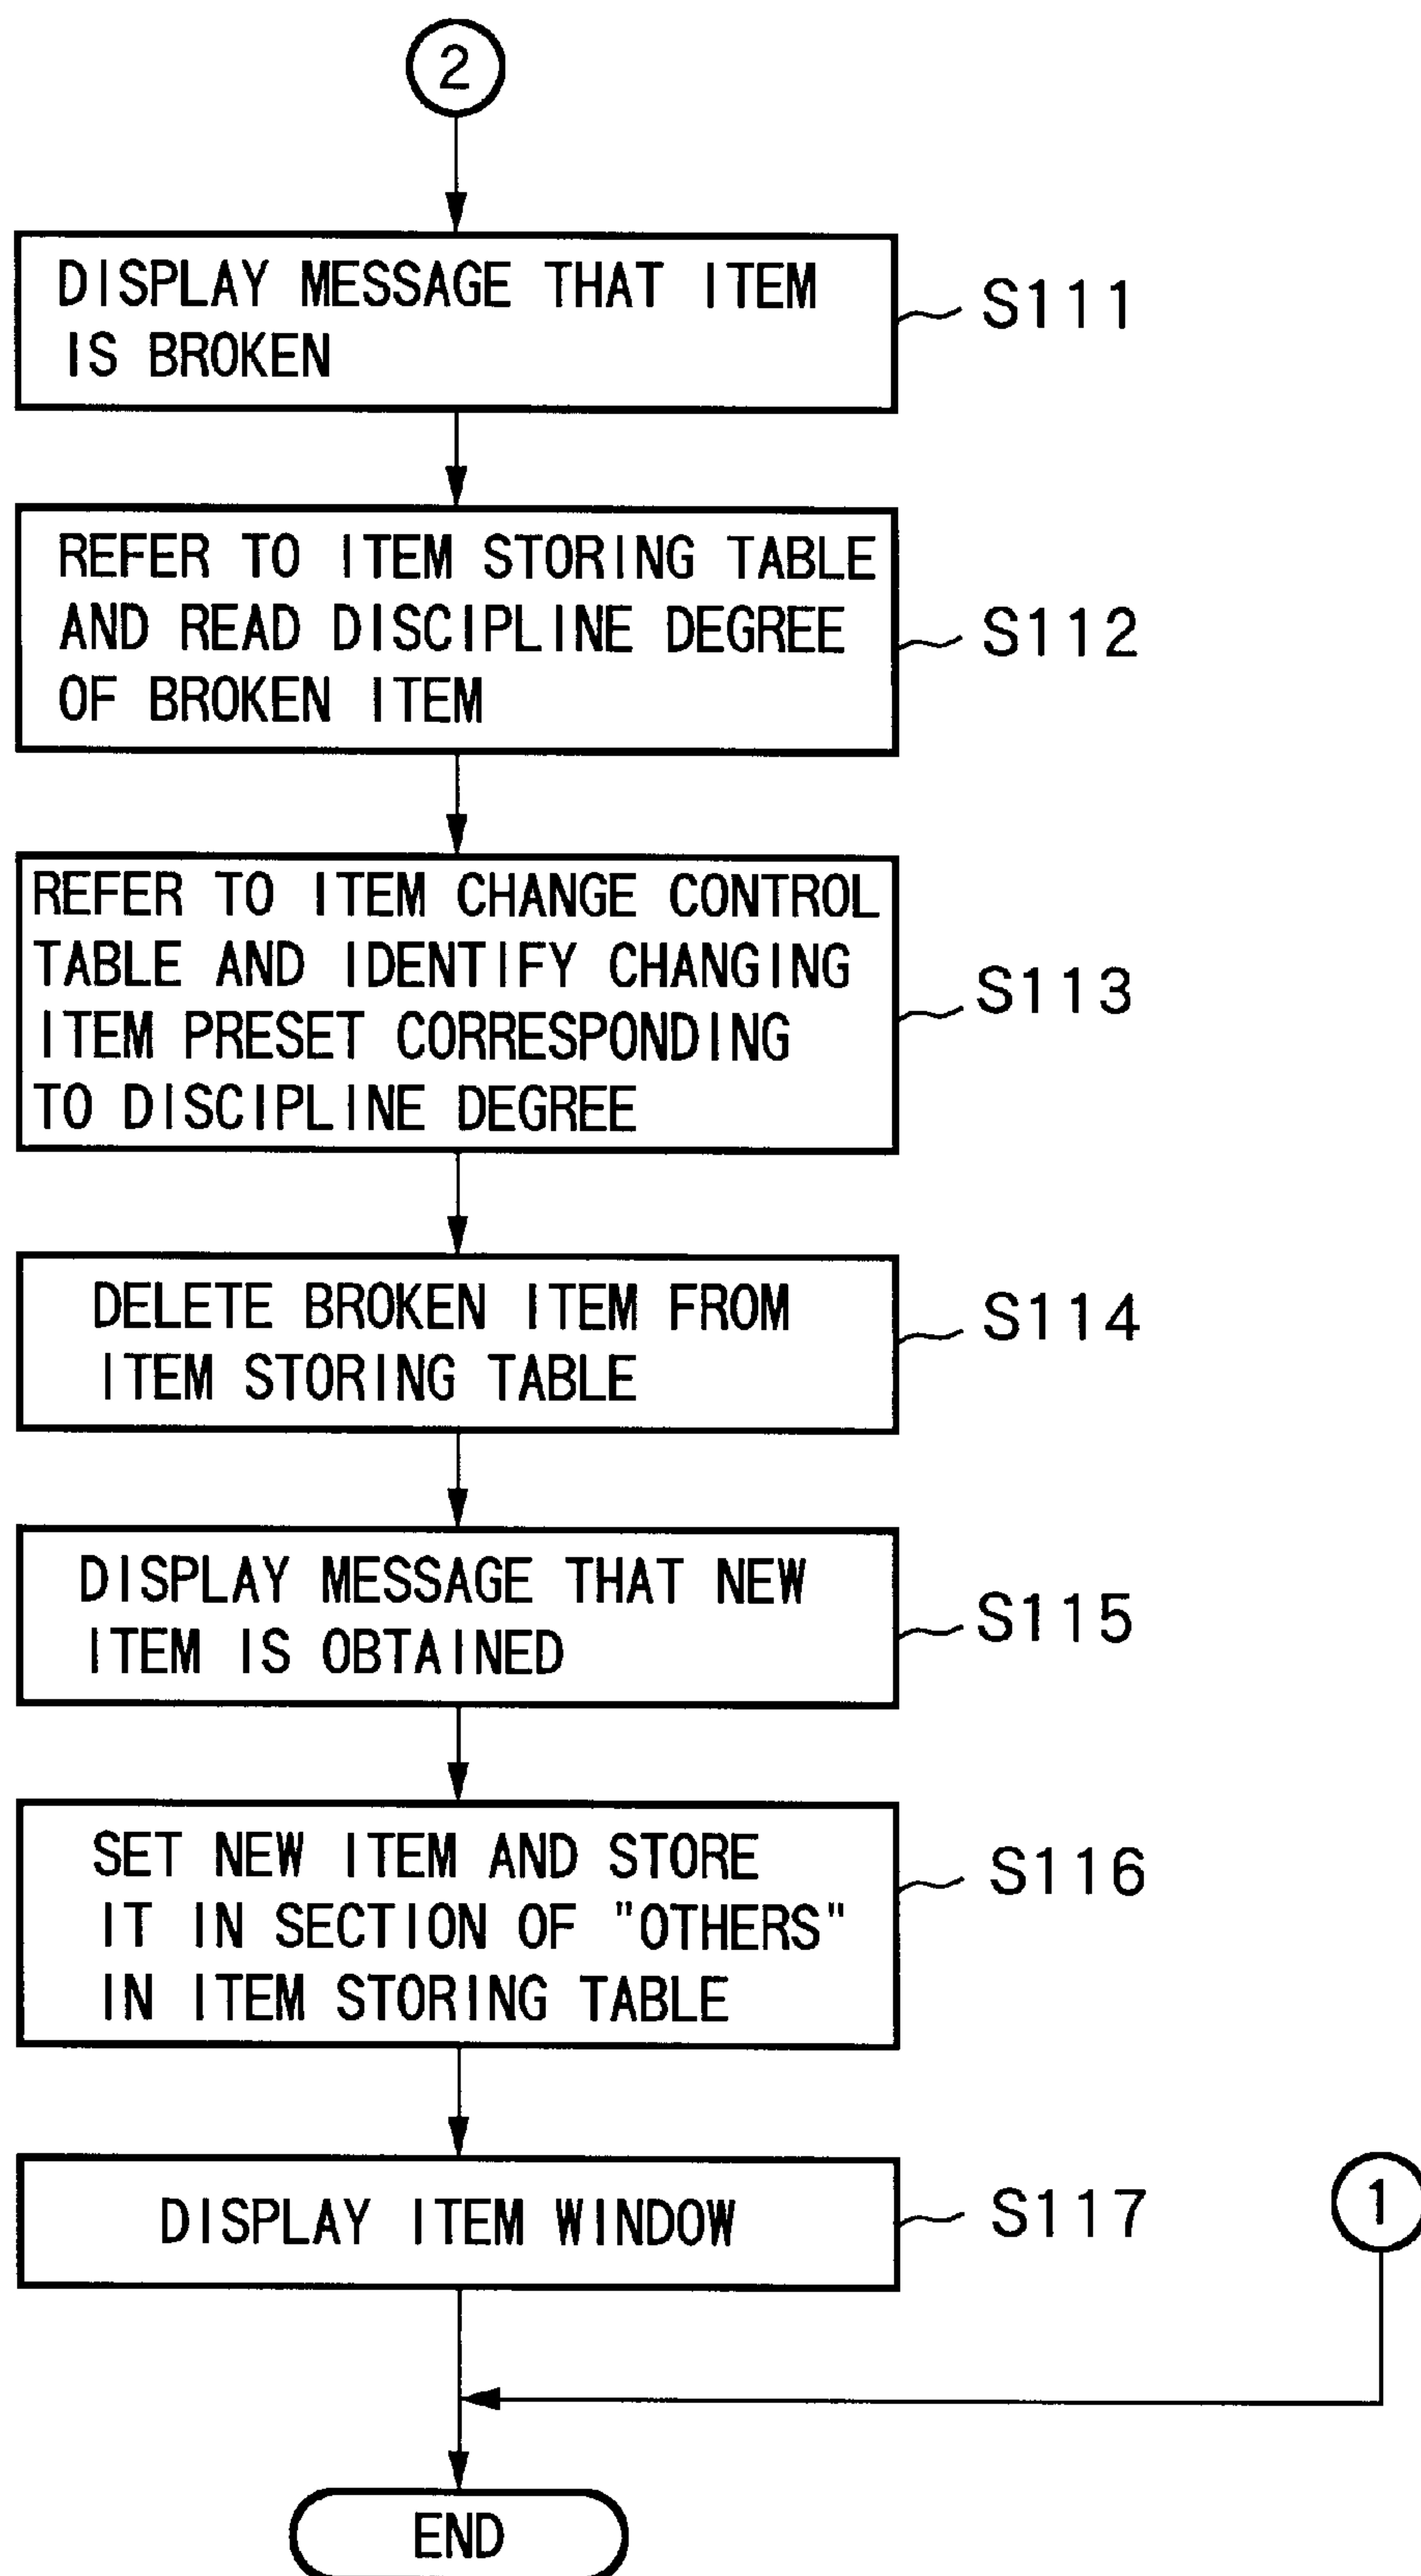 2
DISPLAY MESSAGE THAT ITEM
IS BROKEN
S111
REFER TO ITEM STORING TABLE
AND READ DISCIPLINE DEGREE
OF BROKEN ITEM
S112
REFER TO ITEM CHANGE CONTROL
TABLE AND IDENTIFY CHANGING
ITEM PRESET CORRESPONDING
TO DISCIPLINE DEGREE
S113
DELETE BROKEN ITEM FROM
ITEM STORING TABLE
S114
DISPLAY MESSAGE THAT NEW
ITEM IS OBTAINED
S115
SET NEW ITEM AND STORE
IT IN SECTION OF "OTHERS"
IN ITEM STORING TABLE
S116
DISPLAY ITEM WINDOW
S117
1
END